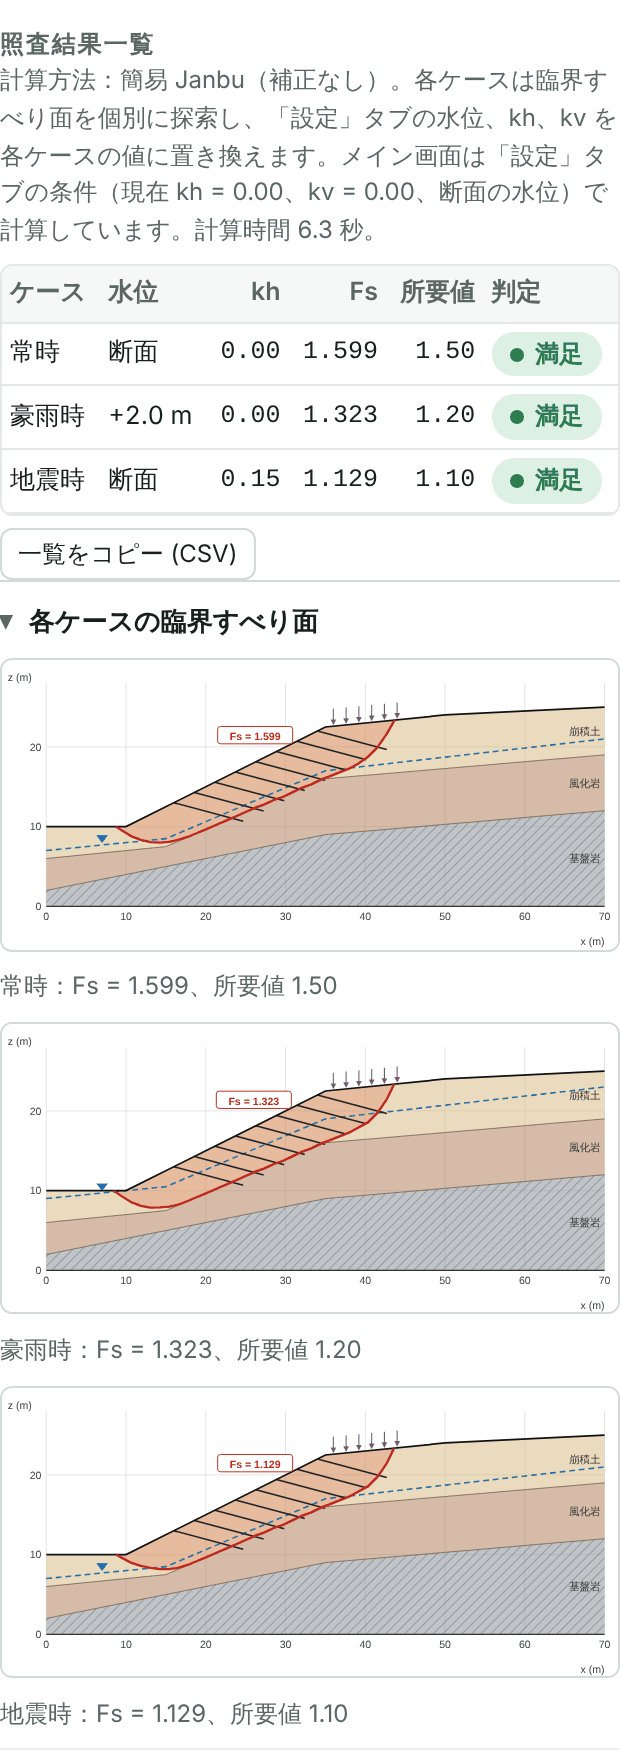 照査結果一覧
計算方法：簡易 Janbu（補正なし）。各ケースは臨界す
べり面を個別に探索し、「設定」タブの水位、kh、kv を
各ケースの値に置き換えます。メイン画面は「設定」タ
ブの条件（現在 kh = 0.00、kv = 0.00、断面の水位）で
計算しています。計算時間 6.3 秒。
ケース 水位 kh Fs 所要値 判定
常時 断面 0.00 1.599 1.50 満足
豪雨時 +2.0 m 0.00 1.323 1.20 満足
地震時 断面 0.15 1.129 1.10 満足
一覧をコピー (CSV)
▼ 各ケースの臨界すべり面
z (m)
Fs = 1.599
崩積土
20
風化岩
10
基盤岩
0
0 10 20 30 40 50 60 70
x (m)
常時：Fs = 1.599、所要値 1.50
z (m)
Fs = 1.323
崩積土
20
風化岩
10
基盤岩
0
0 10 20 30 40 50 60 70
x (m)
豪雨時：Fs = 1.323、所要値 1.20
z (m)
Fs = 1.129
崩積土
20
風化岩
10
基盤岩
0
0 10 20 30 40 50 60 70
x (m)
地震時：Fs = 1.129、所要値 1.10